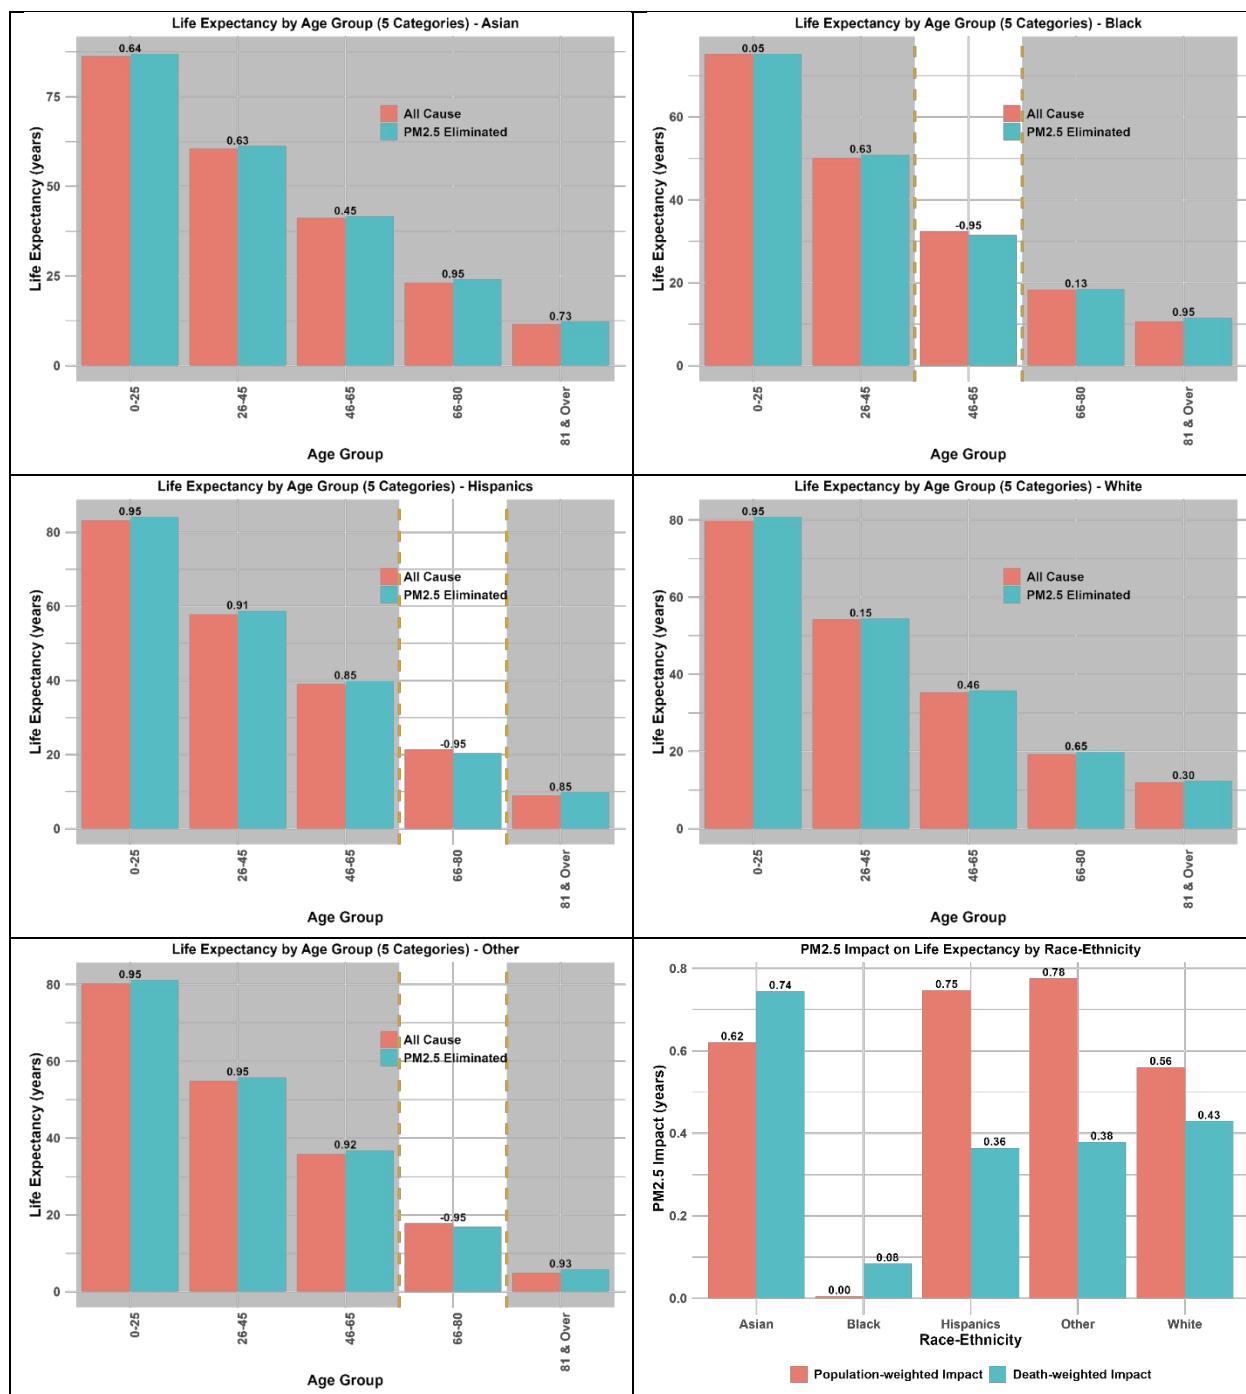 Life Expectancy by Age Group (5 Categories) - Asian
Life Expectancy (years)
75
50
25
0
0.64
0.63
0.45
0.95
0.73
All Cause
PM2.5 Eliminated
0-25
26-45
46-65
66-80
81 & Over
Age Group
Life Expectancy by Age Group (5 Categories) - Black
Life Expectancy (years)
60
40
20
0
0.05
0.63
-0.95
0.13
0.95
All Cause
PM2.5 Eliminated
0-25
26-45
46-65
66-80
81 & Over
Age Group
Life Expectancy by Age Group (5 Categories) - Hispanics
Life Expectancy (years)
80
60
40
20
0
0.95
0.91
0.85
-0.95
0.85
All Cause
PM2.5 Eliminated
0-25
26-45
46-65
66-80
81 & Over
Age Group
Life Expectancy by Age Group (5 Categories) - White
Life Expectancy (years)
80
60
40
20
0
0.95
0.15
0.46
0.65
0.30
All Cause
PM2.5 Eliminated
0-25
26-45
46-65
66-80
81 & Over
Age Group
Life Expectancy by Age Group (5 Categories) - Other
Life Expectancy (years)
80
60
40
20
0
0.95
0.95
0.92
-0.95
0.93
All Cause
PM2.5 Eliminated
0-25
26-45
46-65
66-80
81 & Over
Age Group
PM2.5 Impact on Life Expectancy by Race-Ethnicity
PM2.5 Impact (years)
0.8
0.6
0.4
0.2
0.0
0.62
0.74
0.00
0.08
0.75
0.36
0.78
0.38
0.56
0.43
Asian
Black
Hispanics
Other
White
Race-Ethnicity
Population-weighted Impact
Death-weighted Impact